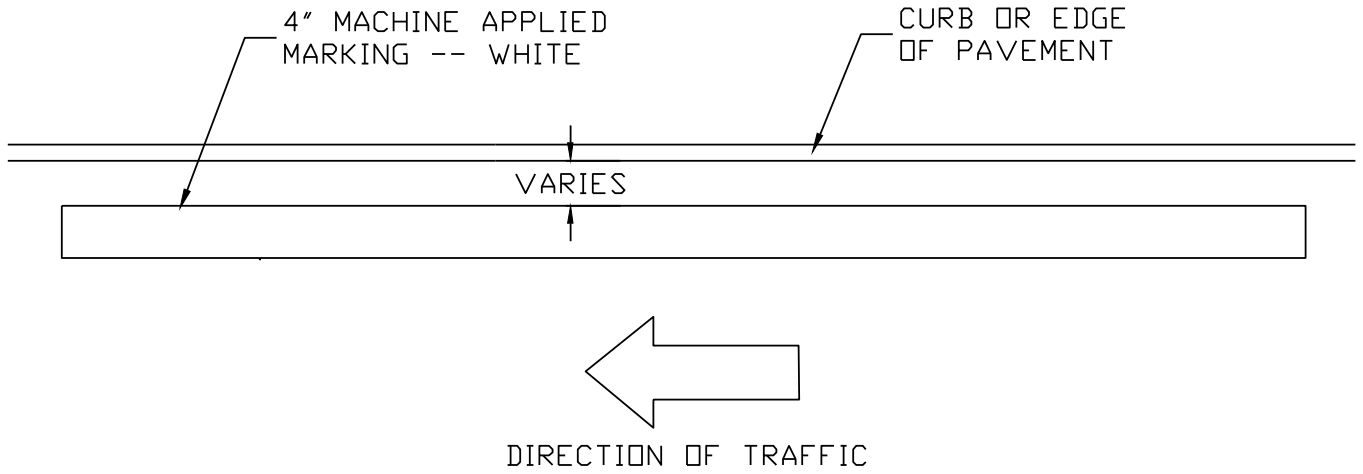 4" MACHINE APPLIED
MARKING -- WHITE
CURB OR EDGE
OF PAVEMENT
VARIES
DIRECTION OF TRAFFIC